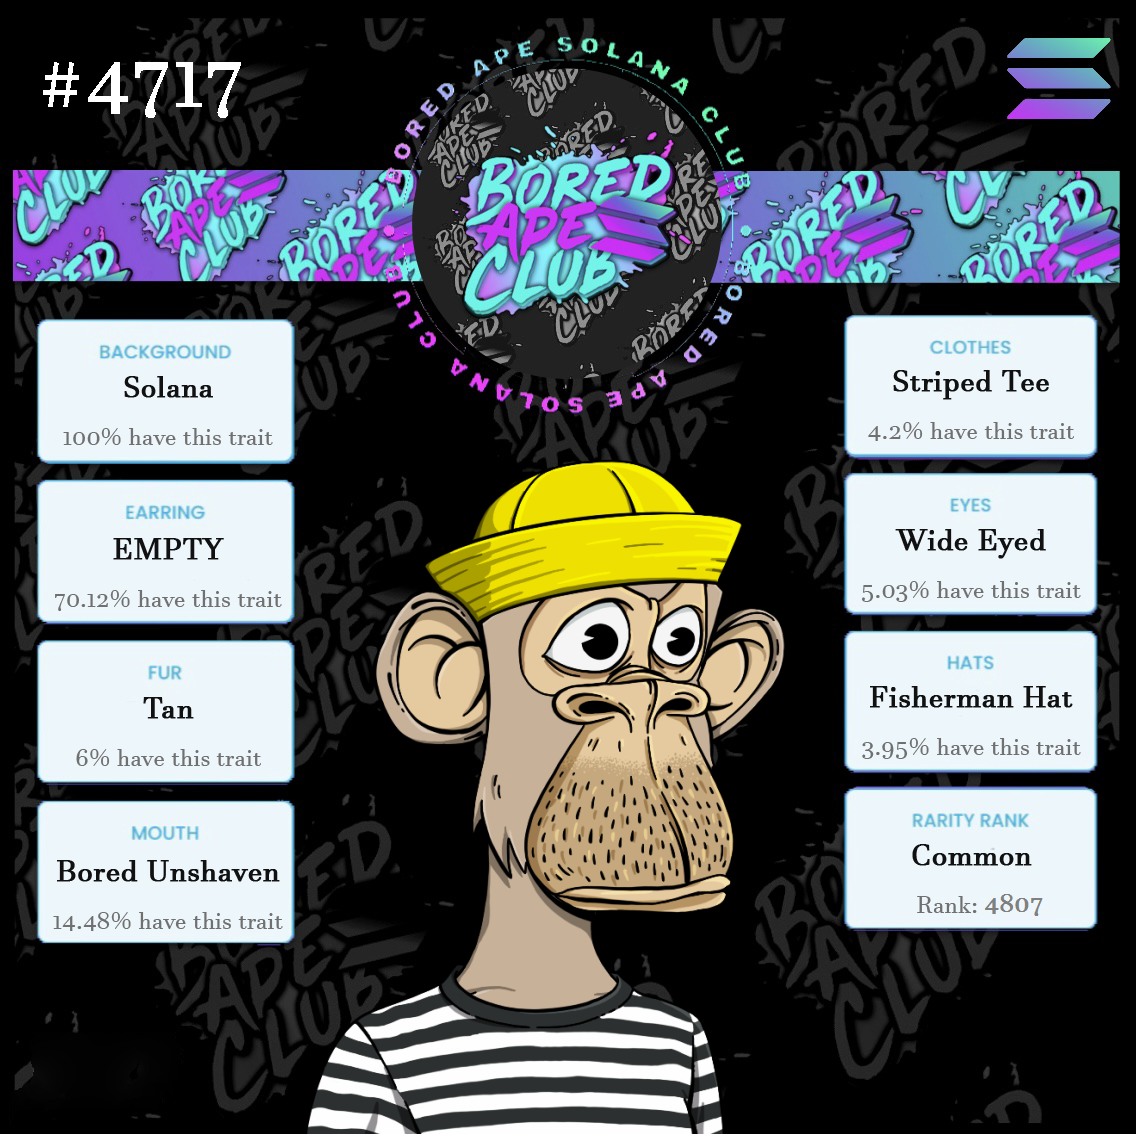 #4717
BORED APE SOLANA CLUB
BORED APE SOLANA CLUB
BORED
APE
CLUB
BACKGROUND
Solana
100% have this trait
EARRING
EMPTY
70.12% have this trait
FUR
Tan
6% have this trait
MOUTH
Bored Unshaven
14.48% have this trait
CLOTHES
Striped Tee
4.2% have this trait
EYES
Wide Eyed
5.03% have this trait
HATS
Fisherman Hat
3.95% have this trait
RARITY RANK
Common
Rank: 4807